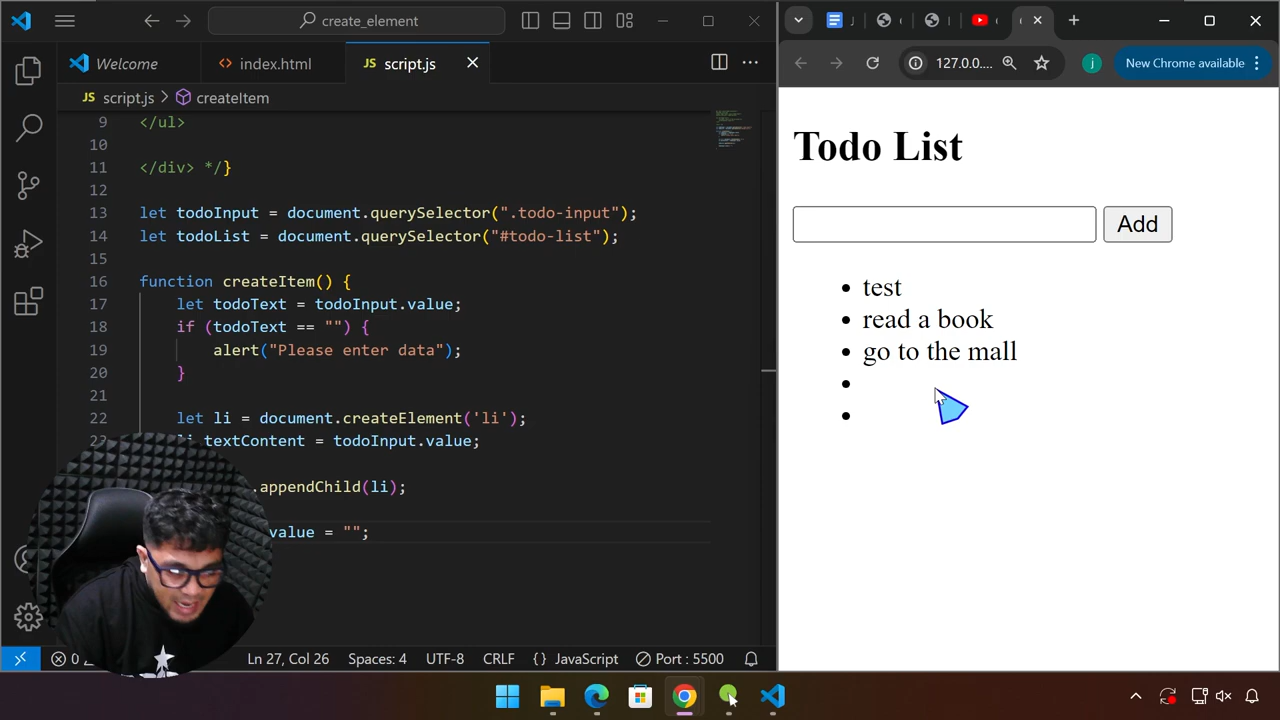 create_element
Welcome
index.html
JS script.js
JS script.js > createItem
9 </ul>
10
11 </div> */}
12
13 let todoInput = document.querySelector(".todo-input");
14 let todoList = document.querySelector("#todo-list");
15
16 function createItem() {
17 let todoText = todoInput.value;
18 if (todoText == "") {
19 alert("Please enter data");
20 }
21
22 let li = document.createElement('li');
textContent = todoInput.value;
.appendChild(li);
value = "";
0
Ln 27, Col 26
Spaces: 4
UTF-8
CRLF
{ } JavaScript
Port : 5500
127.0.0....
j
New Chrome available
Todo List
Add
• test
• read a book
• go to the mall
•
•